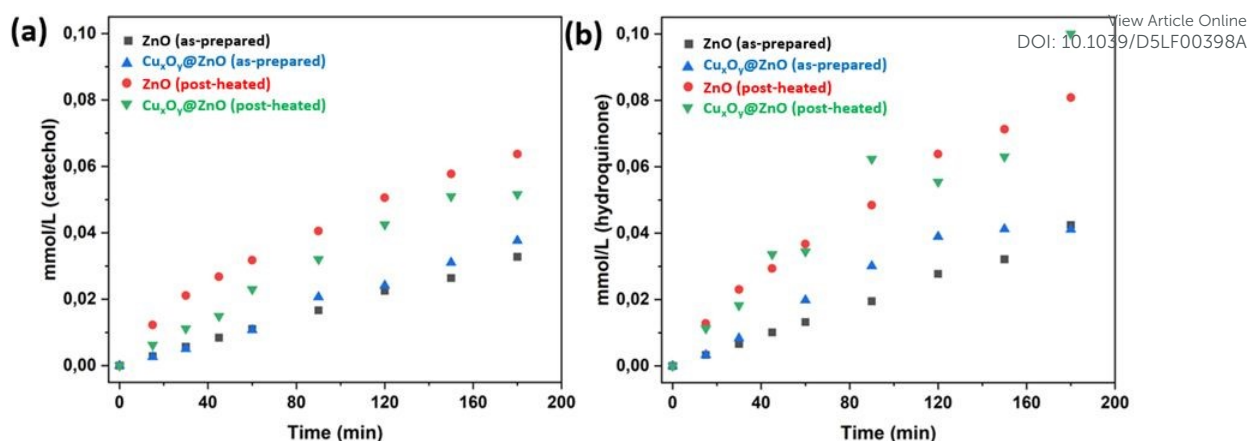 View Article Online
DOI: 10.1039/D5LF00398A
(a)
ZnO (as-prepared)
CuxOy@ZnO (as-prepared)
ZnO (post-heated)
CuxOy@ZnO (post-heated)
0,10
0,08
0,06
0,04
0,02
0,00
mmol/L (catechol)
0 40 80 120 160 200
Time (min)
(b)
ZnO (as-prepared)
CuxOy@ZnO (as-prepared)
ZnO (post-heated)
CuxOy@ZnO (post-heated)
0,10
0,08
0,06
0,04
0,02
0,00
mmol/L (hydroquinone)
0 40 80 120 160 200
Time (min)